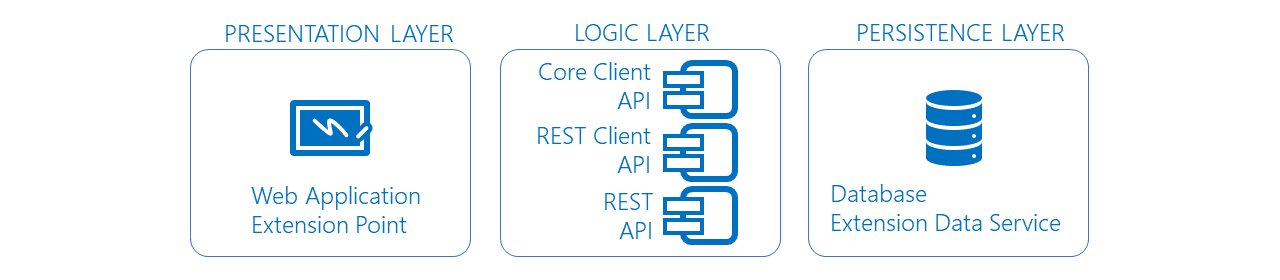 PRESENTATION LAYER
Web Application
Extension Point
LOGIC LAYER
Core Client
API
REST Client
API
REST
API
PERSISTENCE LAYER
Database
Extension Data Service